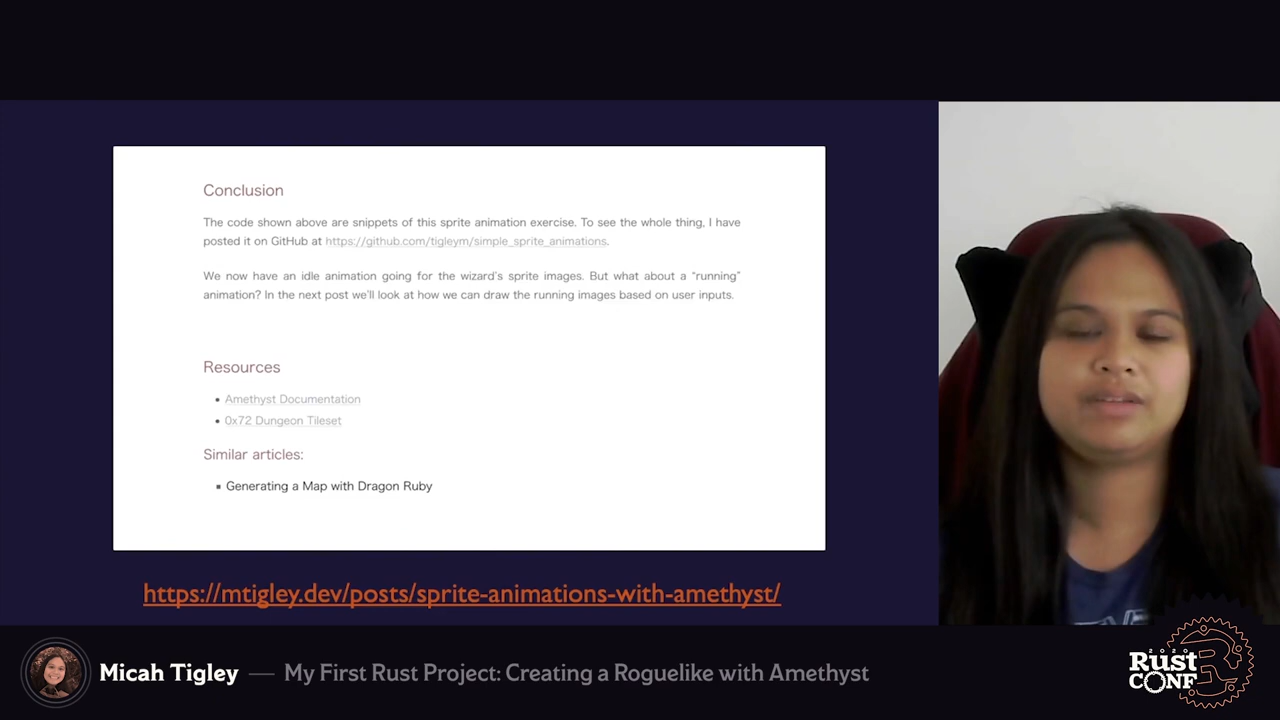 Conclusion
The code shown above are snippets of this sprite animation exercise. To see the whole thing, I have
posted it on GitHub at https://github.com/tigleym/simple_sprite_animations.
We now have an idle animation going for the wizard's sprite images. But what about a "running"
animation? In the next post we'll look at how we can draw the running images based on user inputs.
Resources
• Amethyst Documentation
• 0x72 Dungeon Tileset
Similar articles:
▪ Generating a Map with Dragon Ruby
https://mtigley.dev/posts/sprite-animations-with-amethyst/
Micah Tigley — My First Rust Project: Creating a Roguelike with Amethyst
2020
Rust
CONF
R